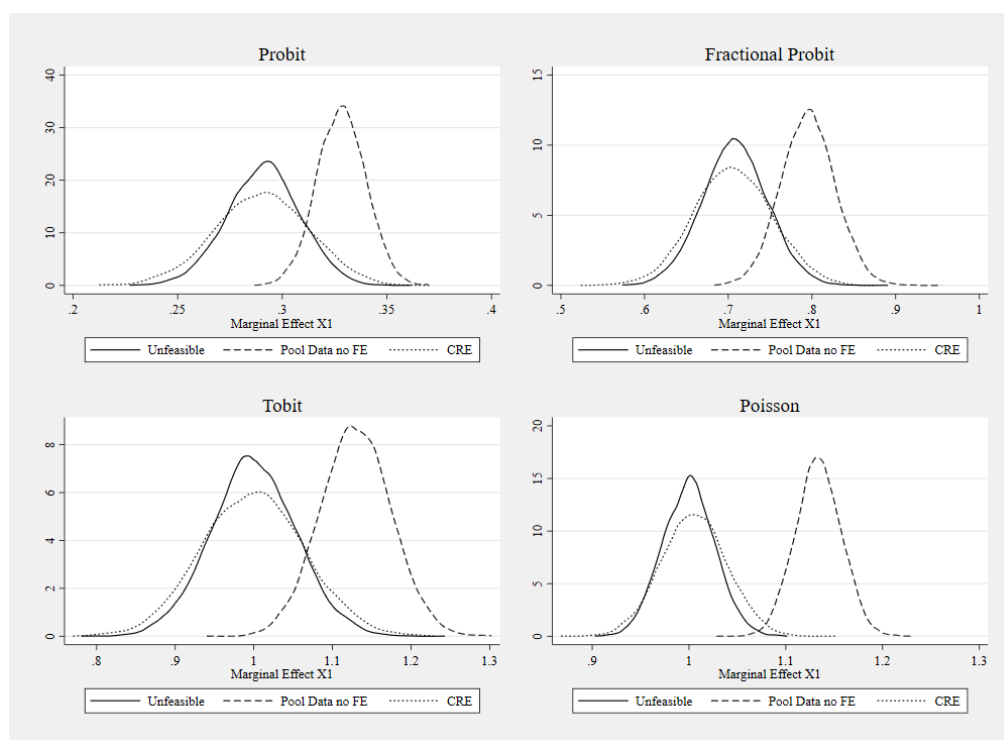 Probit
40
30
20
10
0
.2 .25 .3 .35 .4
Marginal Effect X1
Unfeasible Pool Data no FE CRE
Fractional Probit
15
10
5
0
.5 .6 .7 .8 .9 1
Marginal Effect X1
Unfeasible Pool Data no FE CRE
Tobit
8
6
4
2
0
.8 .9 1 1.1 1.2 1.3
Marginal Effect X1
Unfeasible Pool Data no FE CRE
Poisson
20
15
10
5
0
.9 1 1.1 1.2 1.3
Marginal Effect X1
Unfeasible Pool Data no FE CRE